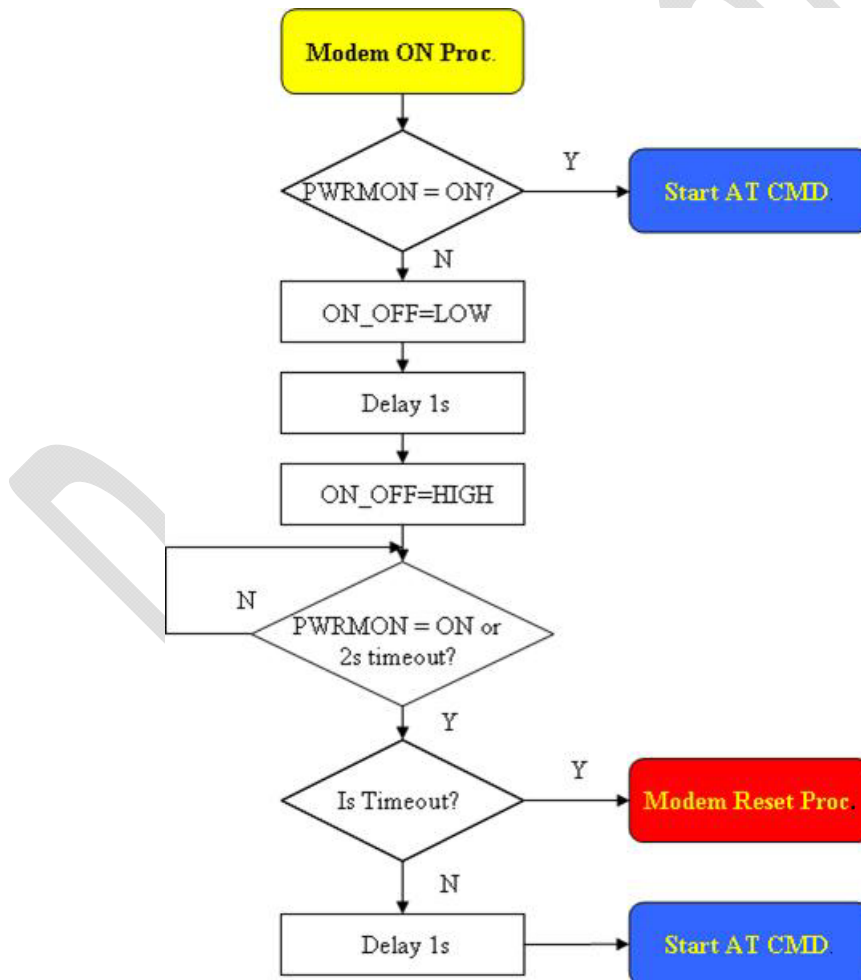 Modem ON Proc.
PWRMON = ON?
Y
Start AT CMD.
N
ON_OFF=LOW
Delay 1s
ON_OFF=HIGH
N
PWRMON = ON or
2s timeout?
Y
Is Timeout?
Y
Modem Reset Proc.
N
Delay 1s
Start AT CMD.